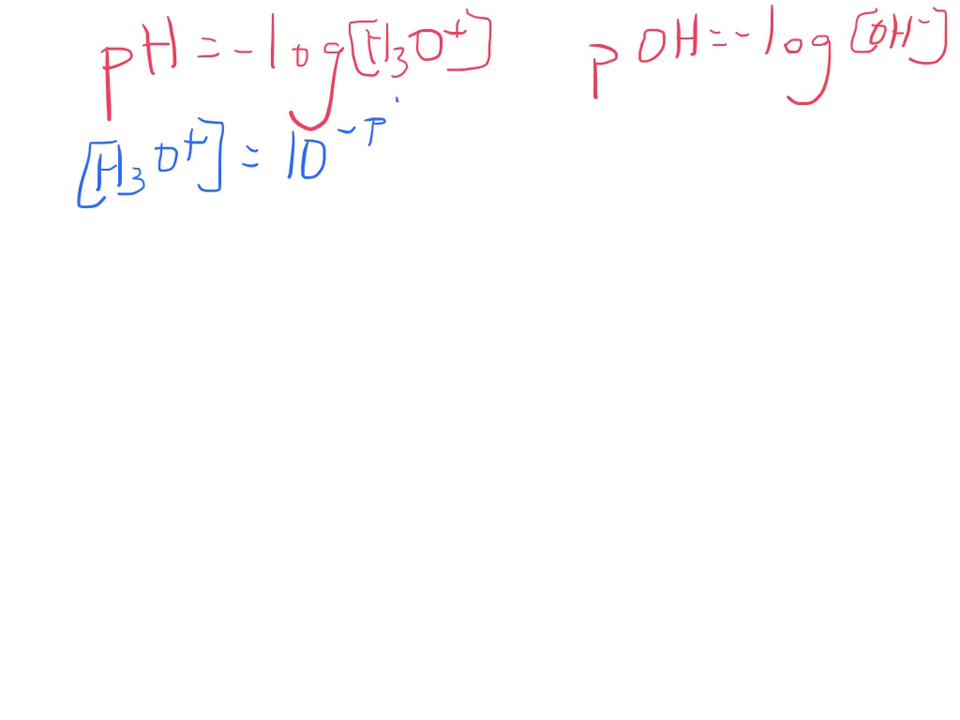 pH = -log[H₃O⁺] pOH = -log[OH⁻]
[H₃O⁺] = 10⁻ᵖ